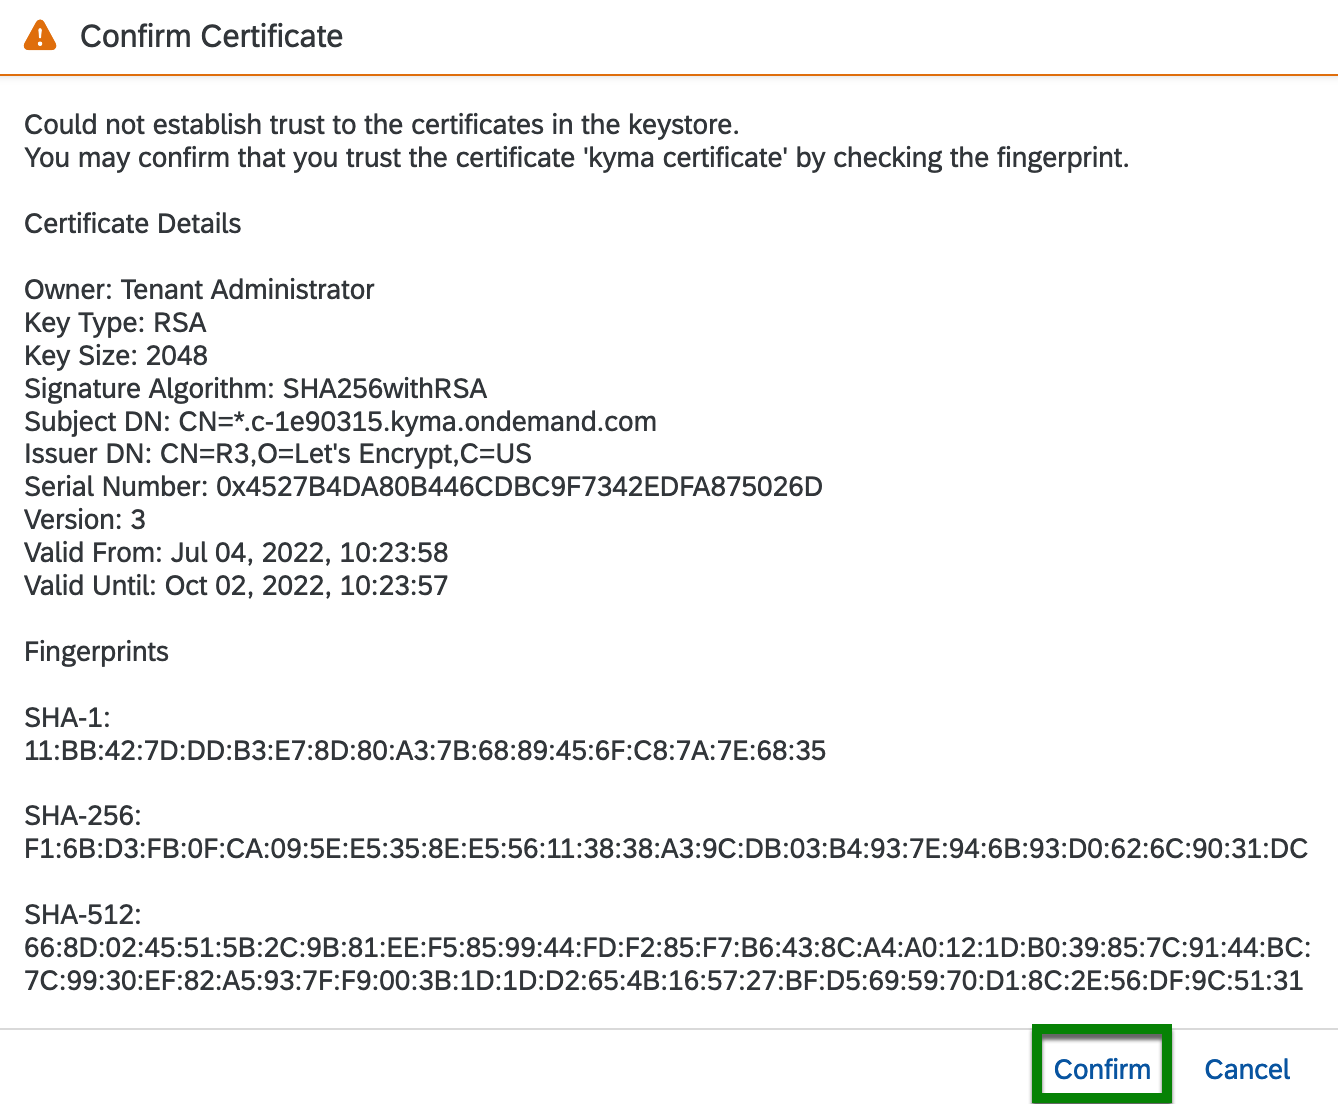 Confirm Certificate
Could not establish trust to the certificates in the keystore.
You may confirm that you trust the certificate 'kyma certificate' by checking the fingerprint.
Certificate Details
Owner: Tenant Administrator
Key Type: RSA
Key Size: 2048
Signature Algorithm: SHA256withRSA
Subject DN: CN=*.c-1e90315.kyma.ondemand.com
Issuer DN: CN=R3,O=Let's Encrypt,C=US
Serial Number: 0x4527B4DA80B446CDBC9F7342EDFA875026D
Version: 3
Valid From: Jul 04, 2022, 10:23:58
Valid Until: Oct 02, 2022, 10:23:57
Fingerprints
SHA-1:
11:BB:42:7D:DD:B3:E7:8D:80:A3:7B:68:89:45:6F:C8:7A:7E:68:35
SHA-256:
F1:6B:D3:FB:0F:CA:09:5E:E5:35:8E:E5:56:11:38:38:A3:9C:DB:03:B4:93:7E:94:6B:93:D0:62:6C:90:31:DC
SHA-512:
66:8D:02:45:51:5B:2C:9B:81:EE:F5:85:99:44:FD:F2:85:F7:B6:43:8C:A4:A0:12:1D:B0:39:85:7C:91:44:BC:
7C:99:30:EF:82:A5:93:7F:F9:00:3B:1D:1D:D2:65:4B:16:57:27:BF:D5:69:59:70:D1:8C:2E:56:DF:9C:51:31
Confirm Cancel